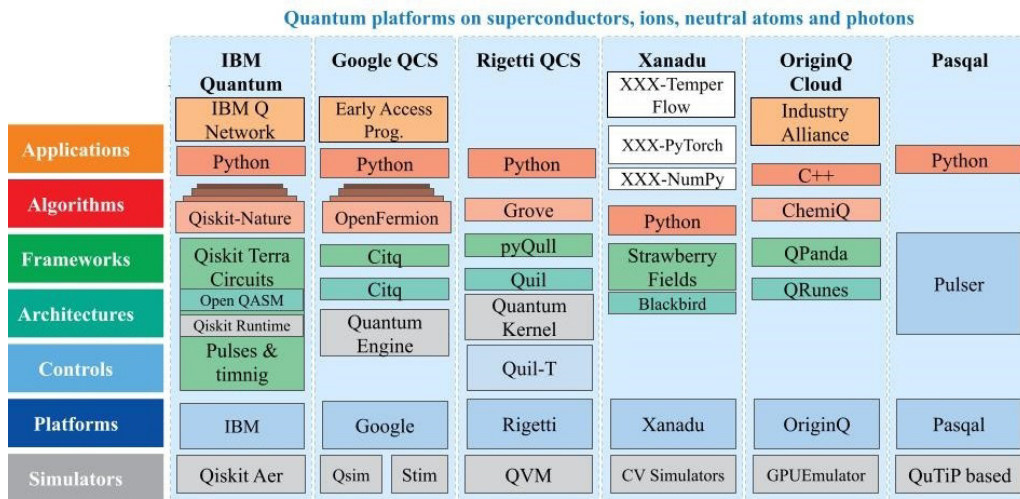 Quantum platforms on superconductors, ions, neutral atoms and photons
IBM
Quantum
Google QCS
Rigetti QCS
Xanadu
OriginQ
Cloud
Pasqal
Applications
Algorithms
Frameworks
Architectures
Controls
Platforms
Simulators
IBM Q
Network
Python
Qiskit-Nature
Qiskit Terra
Circuits
Open QASM
Qiskit Runtime
Pulses &
timnig
IBM
Qiskit Aer
Early Access
Prog.
Python
OpenFermion
Citq
Citq
Quantum
Engine
Google
Qsim
Stim
Python
Grove
pyQull
Quil
Quantum
Kernel
Quil-T
Rigetti
QVM
XXX-Temper
Flow
XXX-PyTorch
XXX-NumPy
Python
Strawberry
Fields
Blackbird
Xanadu
CV Simulators
Industry
Alliance
C++
ChemiQ
QPanda
QRunes
OriginQ
GPUEmulator
Python
Pulser
Pasqal
QuTiP based